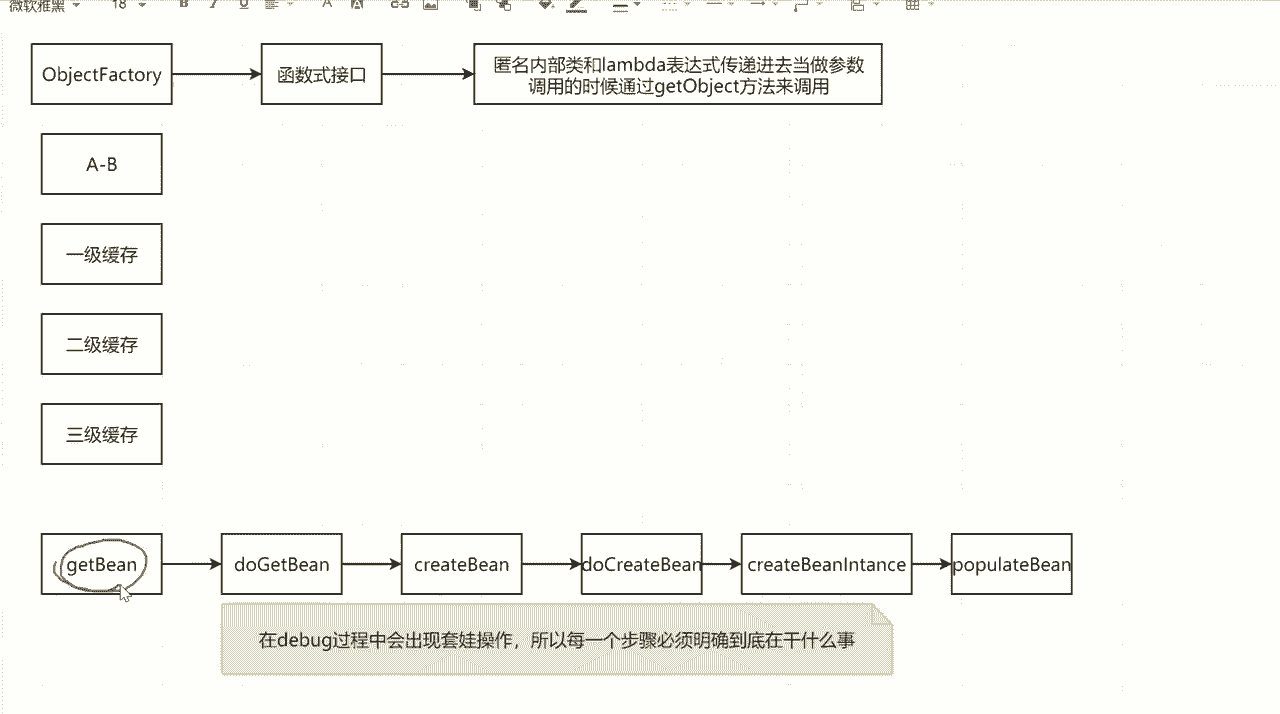 微软雅黑 18
ObjectFactory
函数式接口
匿名内部类和lambda表达式传递进去当做参数
调用的时候通过getObject方法来调用
A-B
一级缓存
二级缓存
三级缓存
getBean
doGetBean
createBean
doCreateBean
createBeanIntance
populateBean
在debug过程中会出现套娃操作，所以每一个步骤必须明确到底在干什么事